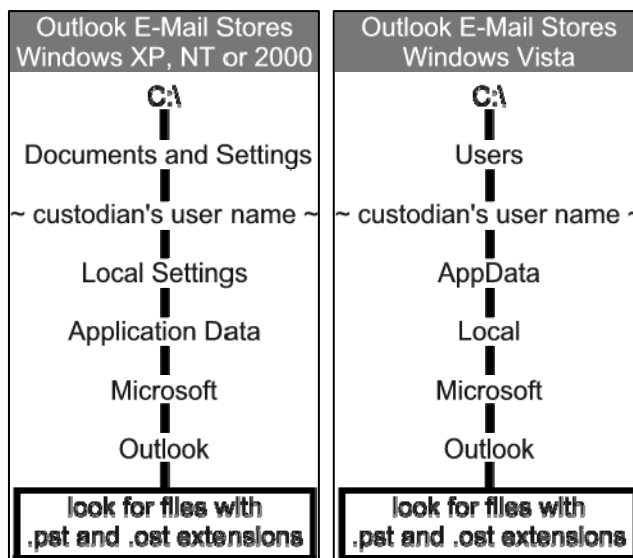 Outlook E-Mail Stores
Windows XP, NT or 2000
C:\
Documents and Settings
~ custodian's user name ~
Local Settings
Application Data
Microsoft
Outlook
look for files with
.pst and .ost extensions
Outlook E-Mail Stores
Windows Vista
C:\
Users
~ custodian's user name ~
AppData
Local
Microsoft
Outlook
look for files with
.pst and .ost extensions